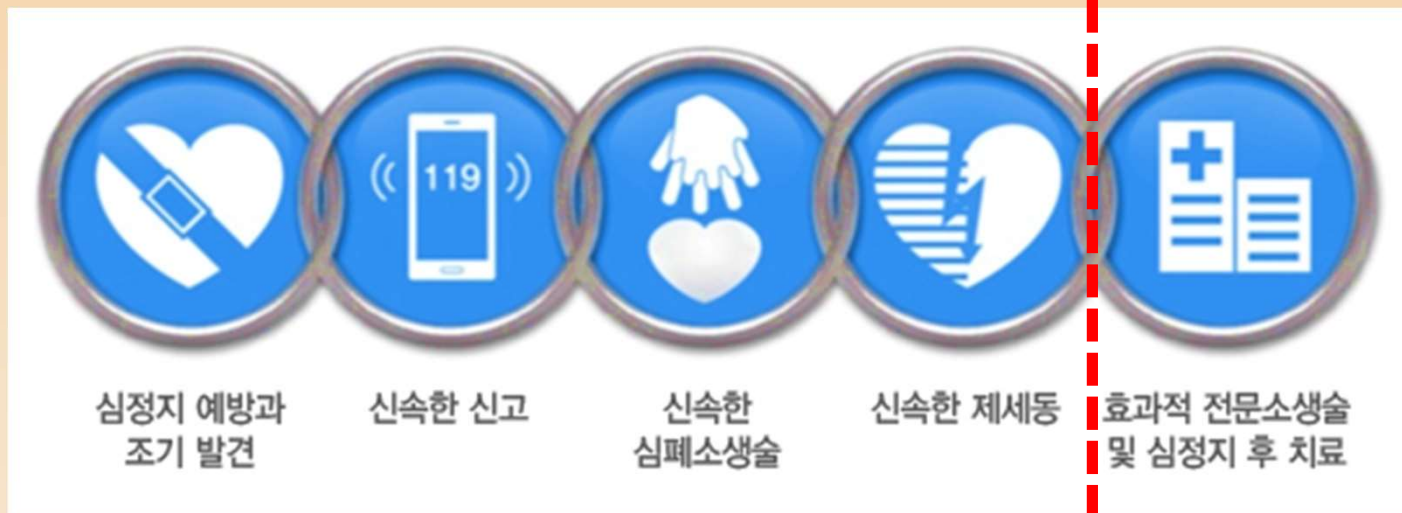 119
심정지 예방과
조기 발견
신속한 신고
신속한
심폐소생술
신속한 제세동
효과적 전문소생술
및 심정지 후 치료